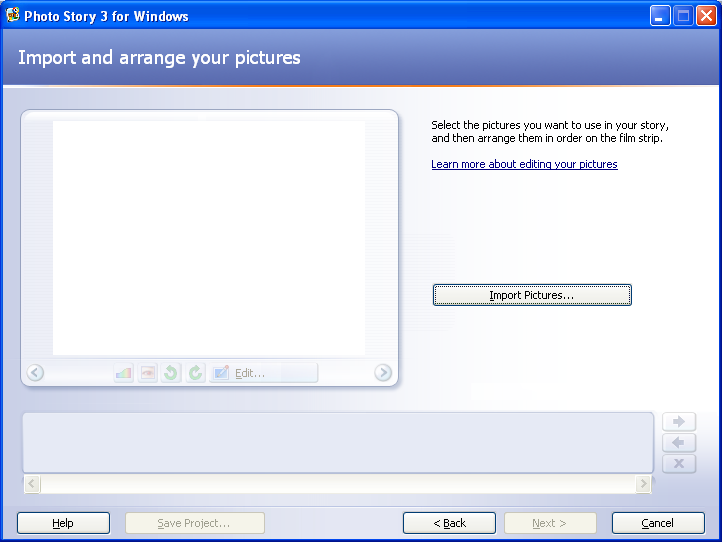 Photo Story 3 for Windows
Import and arrange your pictures
Select the pictures you want to use in your story,
and then arrange them in order on the film strip.
Learn more about editing your pictures
Import Pictures...
Edit...
Help
Save Project...
< Back
Next >
Cancel